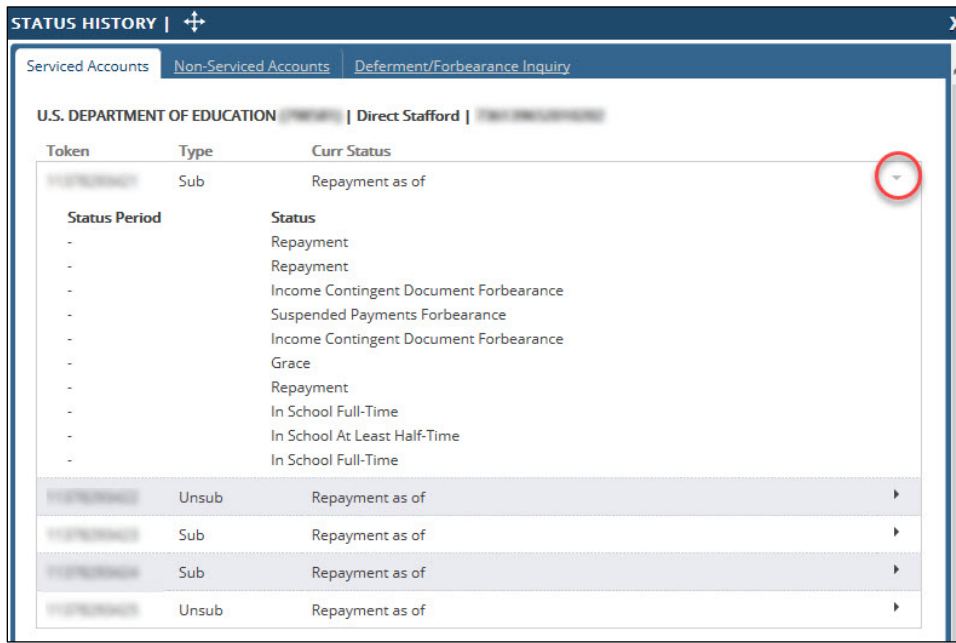 STATUS HISTORY |
X
Serviced Accounts Non-Serviced Accounts Deferment/Forbearance Inquiry
U.S. DEPARTMENT OF EDUCATION | Direct Stafford |
Token Type Curr Status
Sub Repayment as of
Status Period Status
- Repayment
- Repayment
- Income Contingent Document Forbearance
- Suspended Payments Forbearance
- Income Contingent Document Forbearance
- Grace
- Repayment
- In School Full-Time
- In School At Least Half-Time
- In School Full-Time
Unsub Repayment as of
Sub Repayment as of
Sub Repayment as of
Unsub Repayment as of